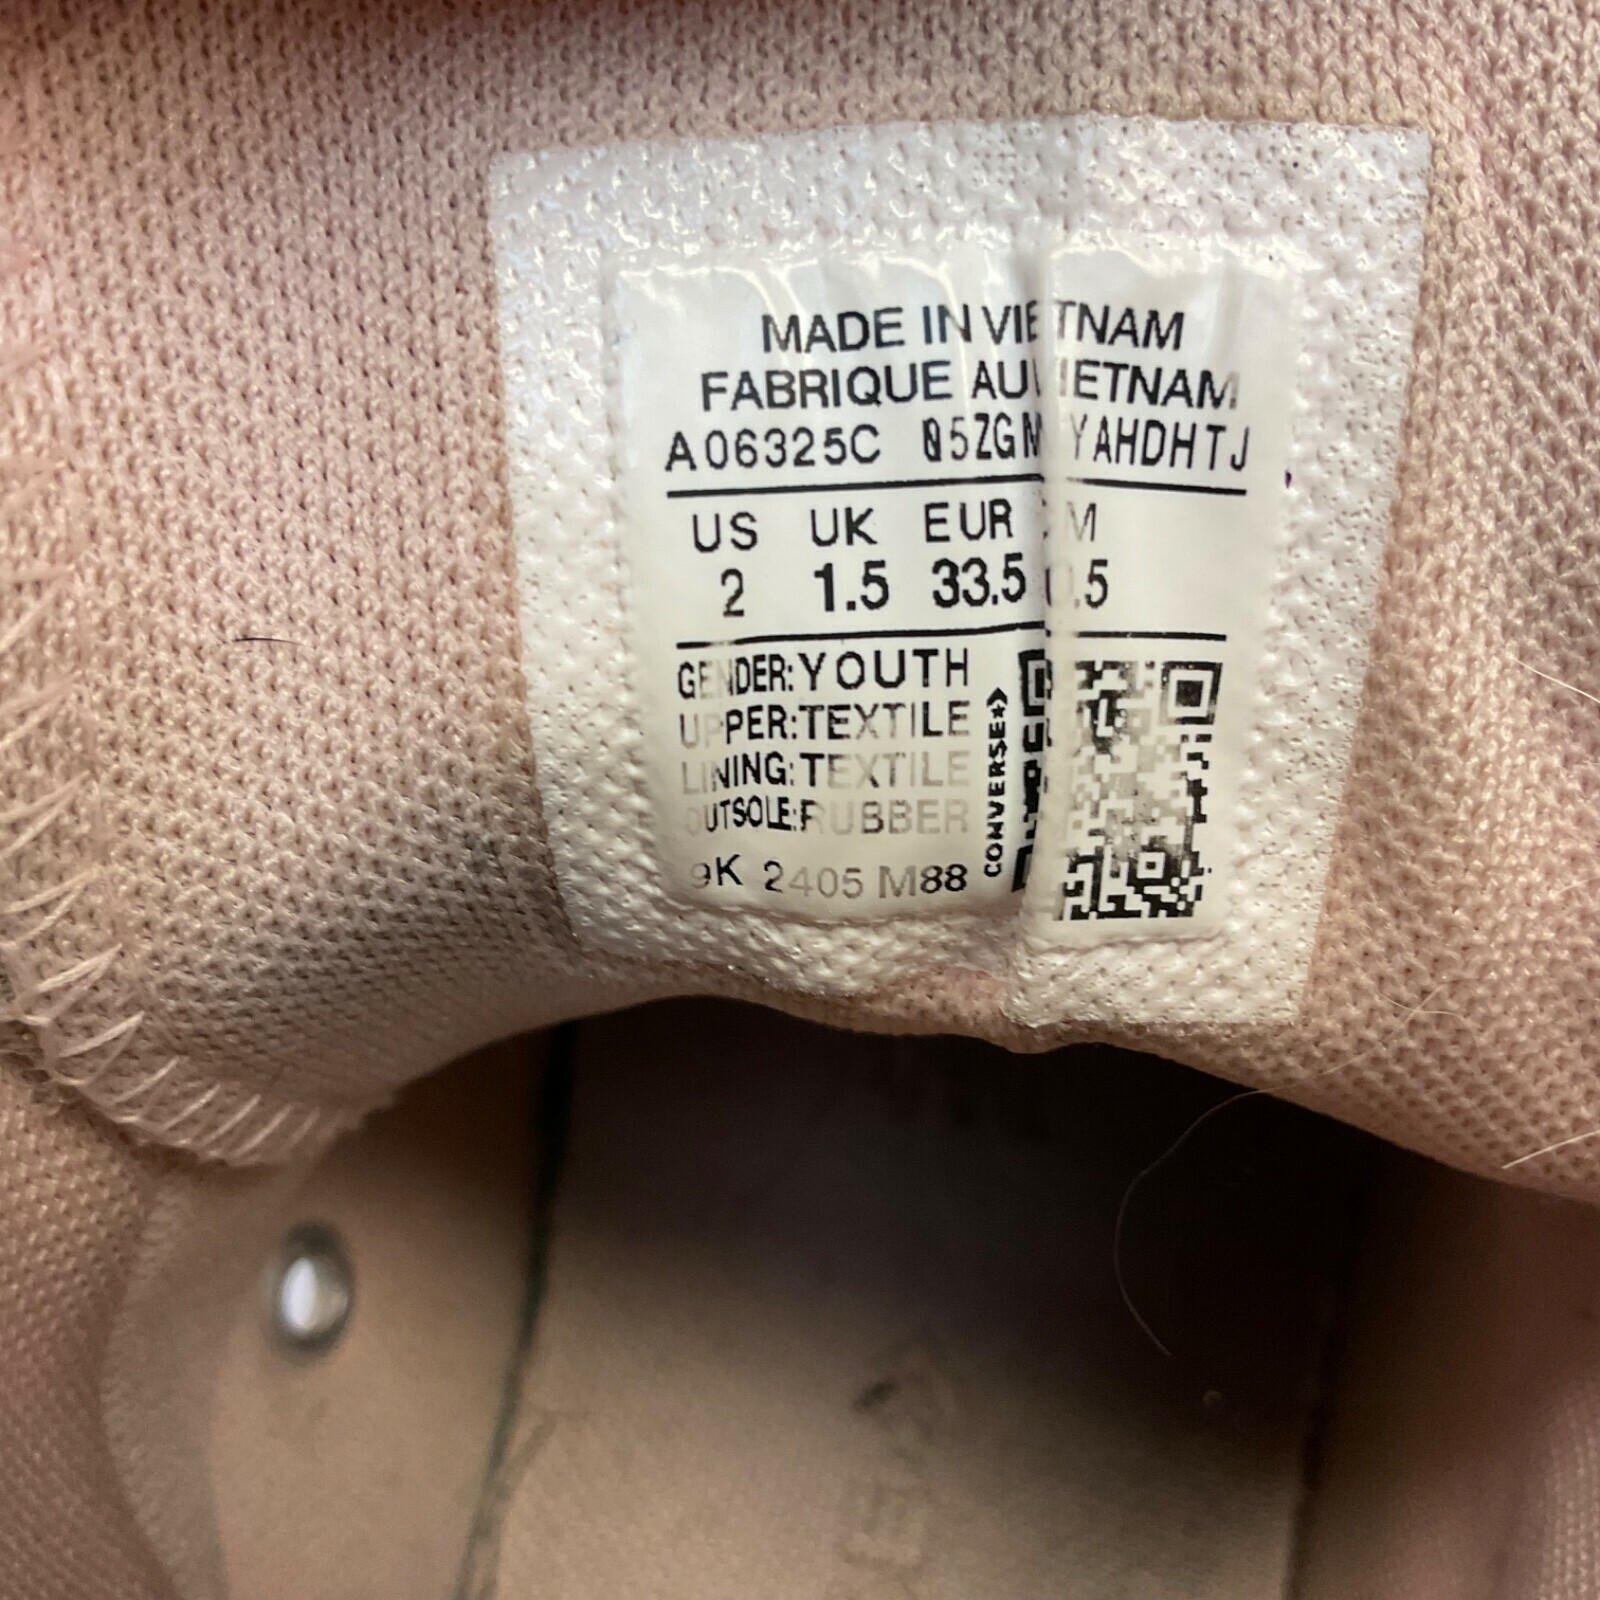 MADE IN VIETNAM
FABRIQUE AU VIETNAM
A06325C
US UK EUR
2 1.5 33.5
GENDER:YOUTH
UPPER:TEXTILE
LINING:TEXTILE
OUTSOLE:RUBBER
9K 2405 M88
CONVERSE